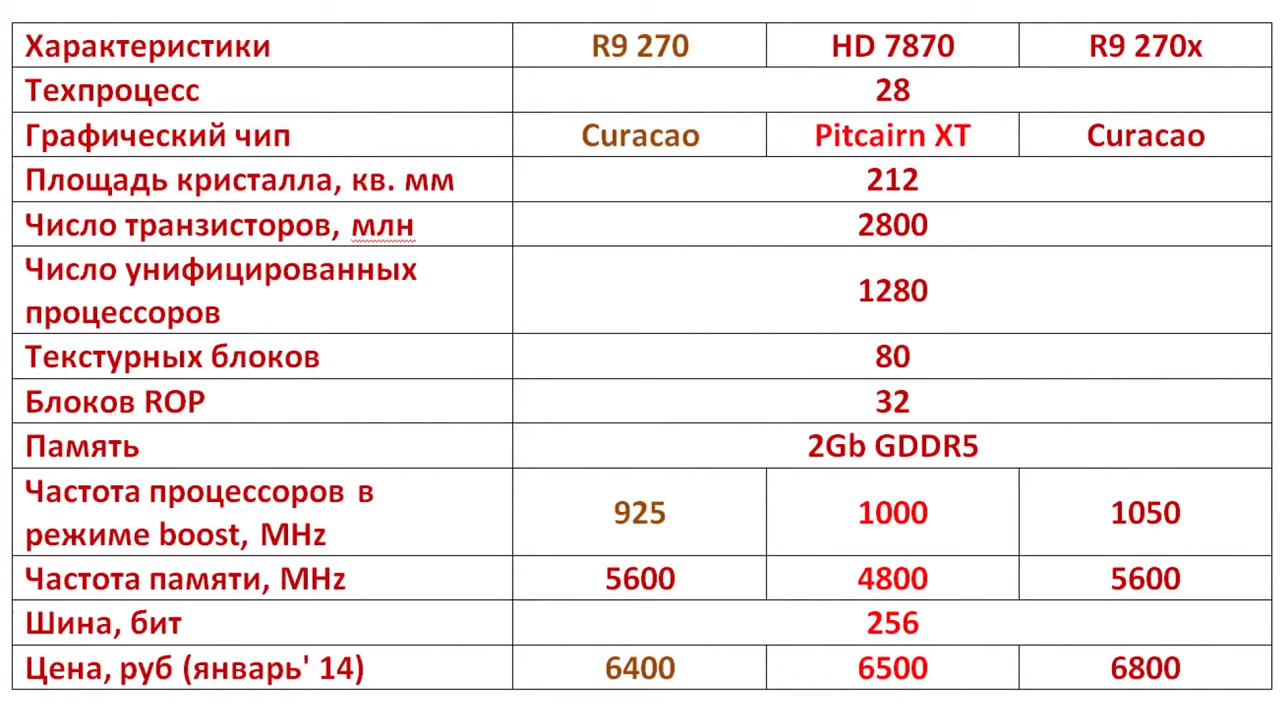 Характеристики R9 270 HD 7870 R9 270x
Техпроцесс 28
Графический чип Curacao Pitcairn XT Curacao
Площадь кристалла, кв. мм 212
Число транзисторов, млн 2800
Число унифицированных
процессоров 1280
Текстурных блоков 80
Блоков ROP 32
Память 2Gb GDDR5
Частота процессоров в
режиме boost, MHz 925 1000 1050
Частота памяти, MHz 5600 4800 5600
Шина, бит 256
Цена, руб (январь' 14) 6400 6500 6800